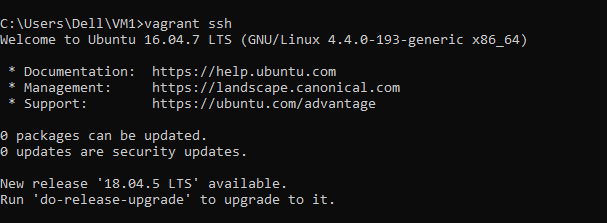 C:\Users\Dell\VM1>vagrant ssh
Welcome to Ubuntu 16.04.7 LTS (GNU/Linux 4.4.0-193-generic x86_64)
* Documentation:  https://help.ubuntu.com
* Management:     https://landscape.canonical.com
* Support:        https://ubuntu.com/advantage
0 packages can be updated.
0 updates are security updates.
New release '18.04.5 LTS' available.
Run 'do-release-upgrade' to upgrade to it.